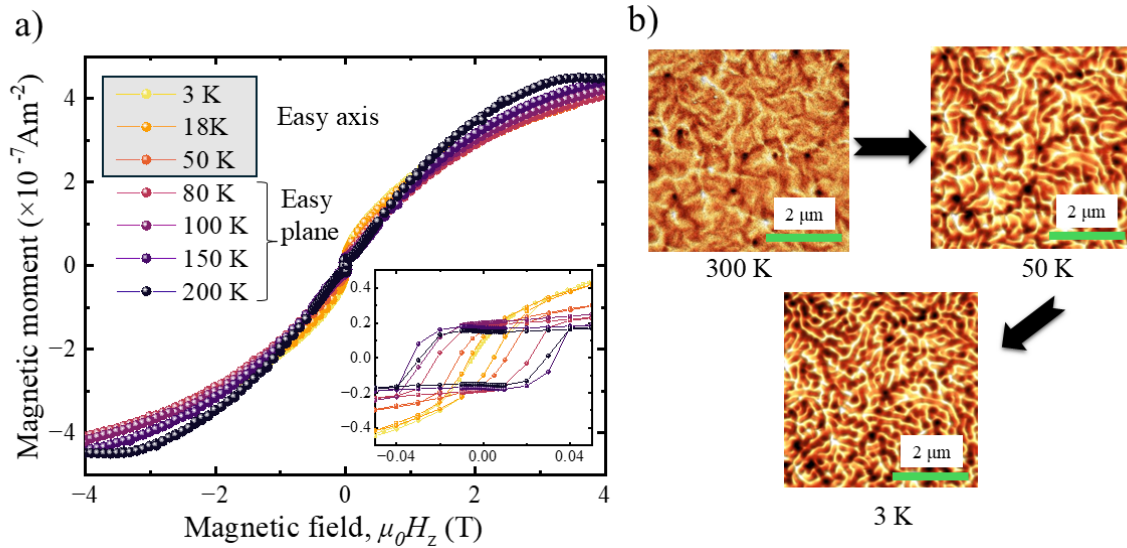 a)
Magnetic moment (×10⁻⁷Am⁻²)
4
2
0
−2
−4
3 K
18K
50 K
80 K
100 K
150 K
200 K
Easy axis
Easy
plane
0.4
0.2
0.0
−0.2
−0.4
−0.04 0.00 0.04
−4 −2 0 2 4
Magnetic field, μ₀H_z (T)
b)
2 μm
300 K
2 μm
50 K
2 μm
3 K